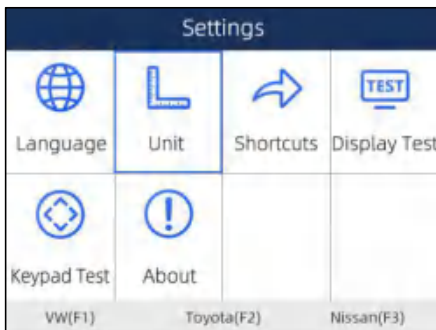 Settings
TEST
Language Unit Shortcuts Display Test
Keypad Test About
VW(F1) Toyota(F2) Nissan(F3)